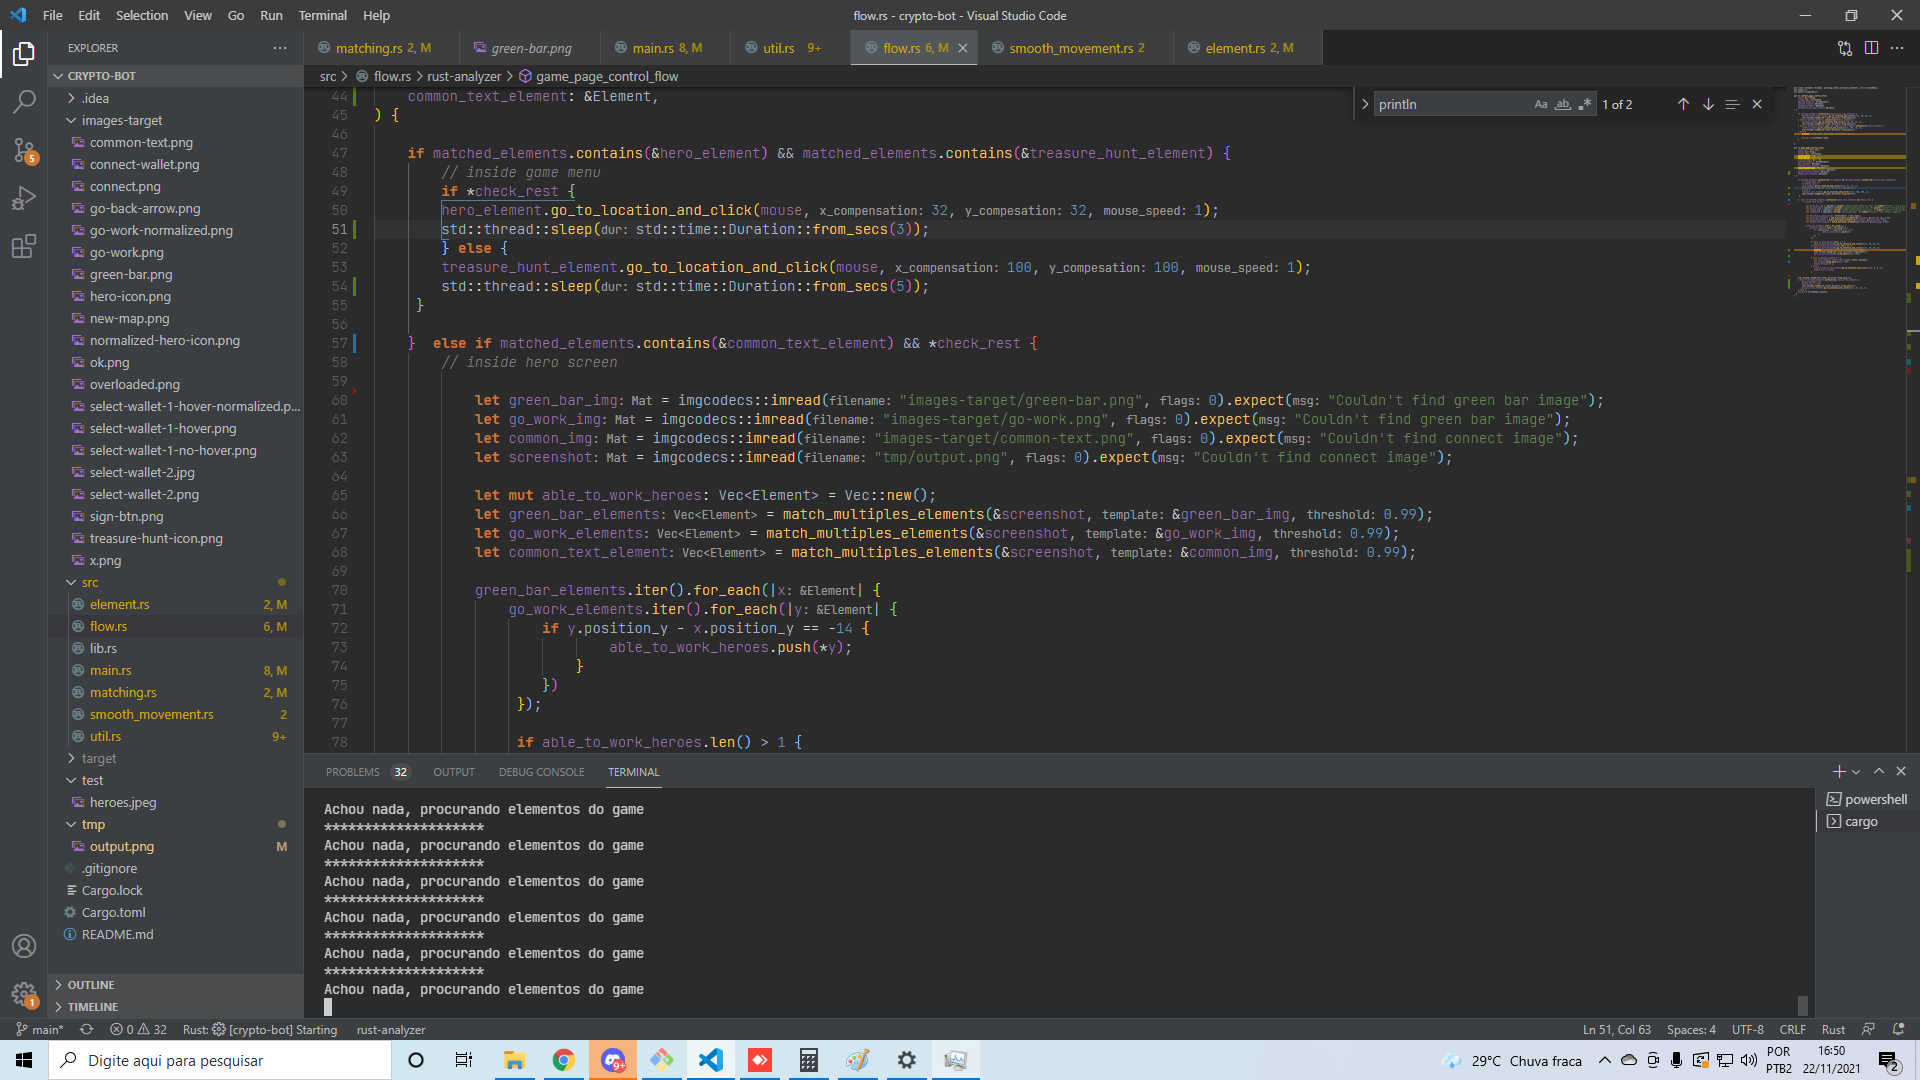 File Edit Selection View Go Run Terminal Help
flow.rs - crypto-bot - Visual Studio Code
EXPLORER
matching.rs 2, M
green-bar.png
main.rs 8, M
util.rs 9+
flow.rs 6, M
smooth_movement.rs 2
element.rs 2, M
src > flow.rs > rust-analyzer > game_page_control_flow
println
Aa ab .*
1 of 2
CRYPTO-BOT
.idea
images-target
common-text.png
connect-wallet.png
connect.png
go-back-arrow.png
go-work-normalized.png
go-work.png
green-bar.png
hero-icon.png
new-map.png
normalized-hero-icon.png
ok.png
overloaded.png
select-wallet-1-hover-normalized.p...
select-wallet-1-hover.png
select-wallet-1-no-hover.png
select-wallet-2.jpg
select-wallet-2.png
sign-btn.png
treasure-hunt-icon.png
x.png
src
element.rs 2, M
flow.rs 6, M
lib.rs
main.rs 8, M
matching.rs 2, M
smooth_movement.rs 2
util.rs 9+
target
test
heroes.jpeg
tmp
output.png M
.gitignore
Cargo.lock
Cargo.toml
README.md
OUTLINE
TIMELINE
5
1
44 common_text_element: &Element,
45 ) {
46
47 if matched_elements.contains(&hero_element) && matched_elements.contains(&treasure_hunt_element) {
48 // inside game menu
49 if *check_rest {
50 hero_element.go_to_location_and_click(mouse, x_compensation: 32, y_compesation: 32, mouse_speed: 1);
51 std::thread::sleep(dur: std::time::Duration::from_secs(3));
52 } else {
53 treasure_hunt_element.go_to_location_and_click(mouse, x_compensation: 100, y_compesation: 100, mouse_speed: 1);
54 std::thread::sleep(dur: std::time::Duration::from_secs(5));
55 }
56
57 } else if matched_elements.contains(&common_text_element) && *check_rest {
58 // inside hero screen
59
60 let green_bar_img: Mat = imgcodecs::imread(filename: "images-target/green-bar.png", flags: 0).expect(msg: "Couldn't find green bar image");
61 let go_work_img: Mat = imgcodecs::imread(filename: "images-target/go-work.png", flags: 0).expect(msg: "Couldn't find green bar image");
62 let common_img: Mat = imgcodecs::imread(filename: "images-target/common-text.png", flags: 0).expect(msg: "Couldn't find connect image");
63 let screenshot: Mat = imgcodecs::imread(filename: "tmp/output.png", flags: 0).expect(msg: "Couldn't find connect image");
64
65 let mut able_to_work_heroes: Vec<Element> = Vec::new();
66 let green_bar_elements: Vec<Element> = match_multiples_elements(&screenshot, template: &green_bar_img, threshold: 0.99);
67 let go_work_elements: Vec<Element> = match_multiples_elements(&screenshot, template: &go_work_img, threshold: 0.99);
68 let common_text_element: Vec<Element> = match_multiples_elements(&screenshot, template: &common_img, threshold: 0.99);
69
70 green_bar_elements.iter().for_each(|x: &Element| {
71 go_work_elements.iter().for_each(|y: &Element| {
72 if y.position_y - x.position_y == -14 {
73 able_to_work_heroes.push(*y);
74 }
75 })
76 });
77
78 if able_to_work_heroes.len() > 1 {
PROBLEMS 32 OUTPUT DEBUG CONSOLE TERMINAL
Achou nada, procurando elementos do game
********************
Achou nada, procurando elementos do game
********************
Achou nada, procurando elementos do game
********************
Achou nada, procurando elementos do game
********************
Achou nada, procurando elementos do game
********************
Achou nada, procurando elementos do game
powershell
cargo
main* 0 32 Rust: [crypto-bot] Starting rust-analyzer
Ln 51, Col 63 Spaces: 4 UTF-8 CRLF Rust
Digite aqui para pesquisar
9+
29°C Chuva fraca
POR
PTB2
16:50
22/11/2021
2